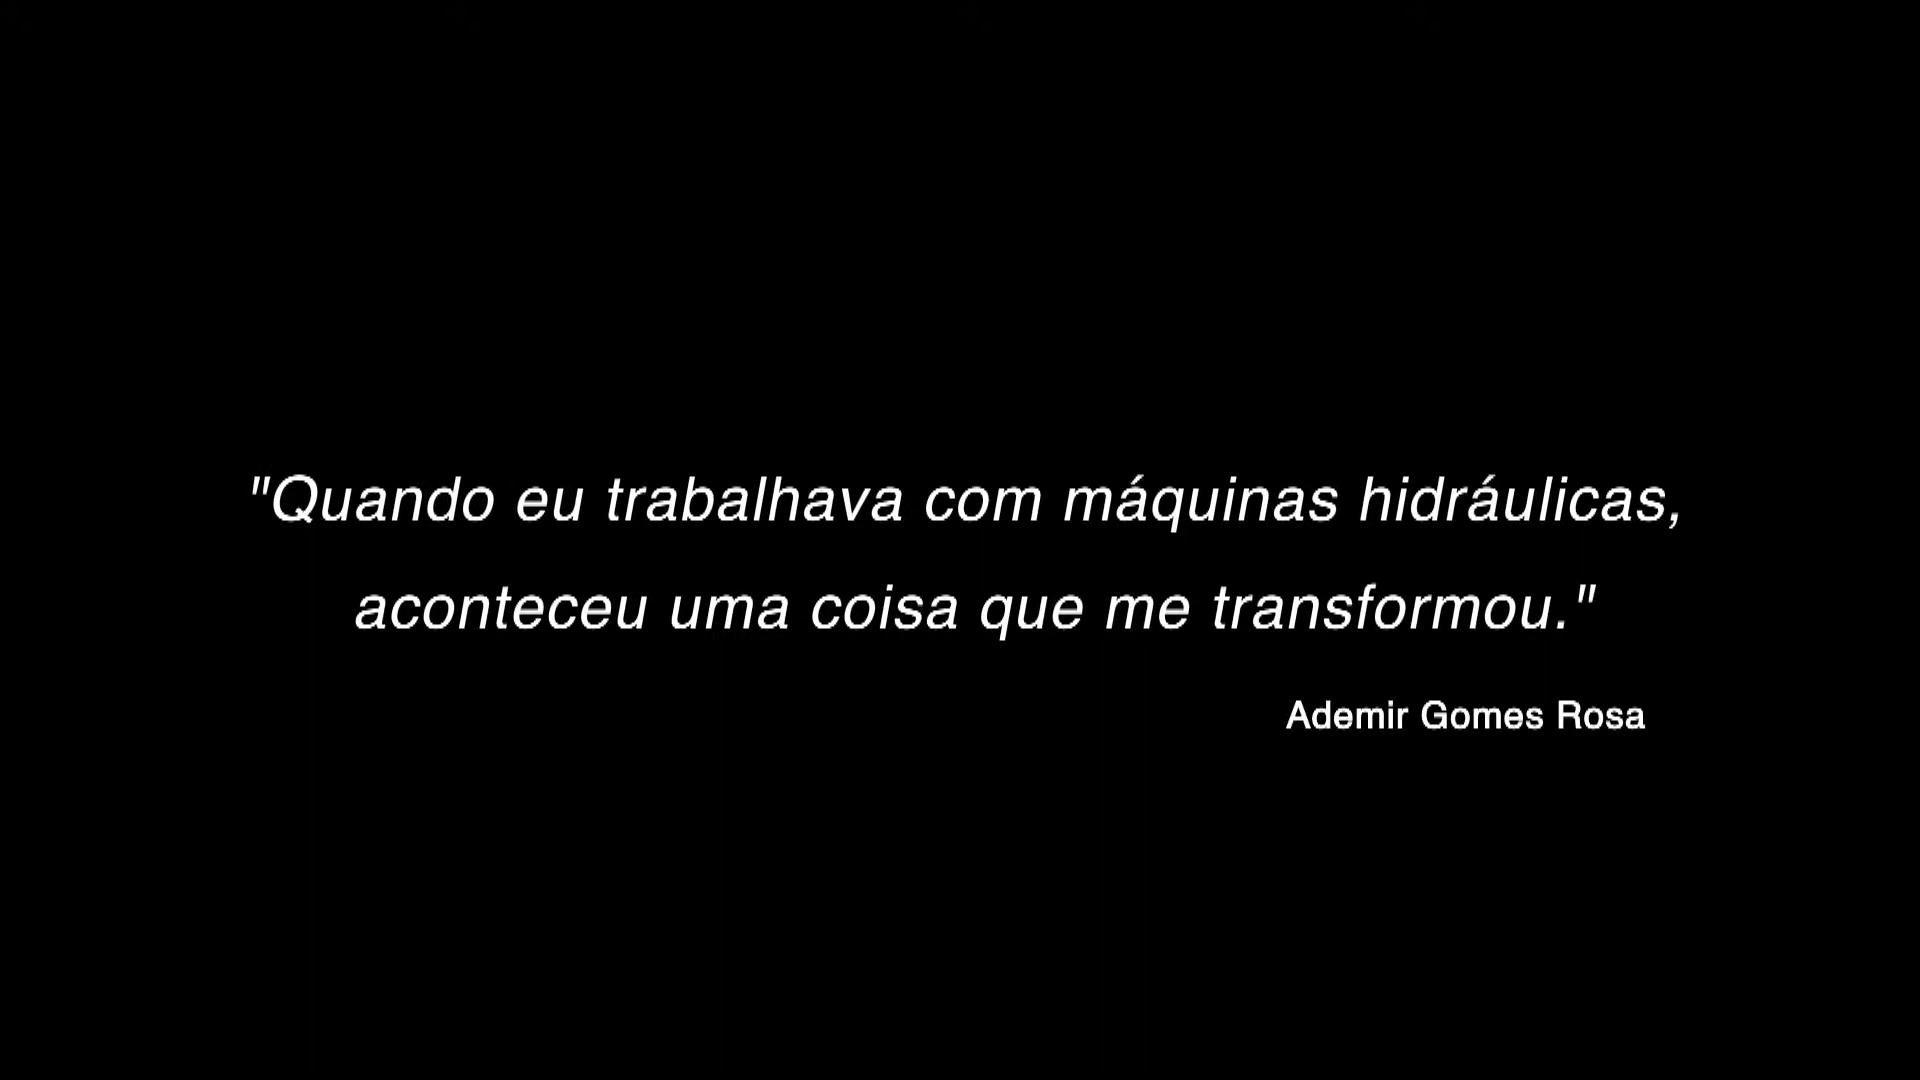 "Quando eu trabalhava com máquinas hidráulicas,
aconteceu uma coisa que me transformou."
Ademir Gomes Rosa